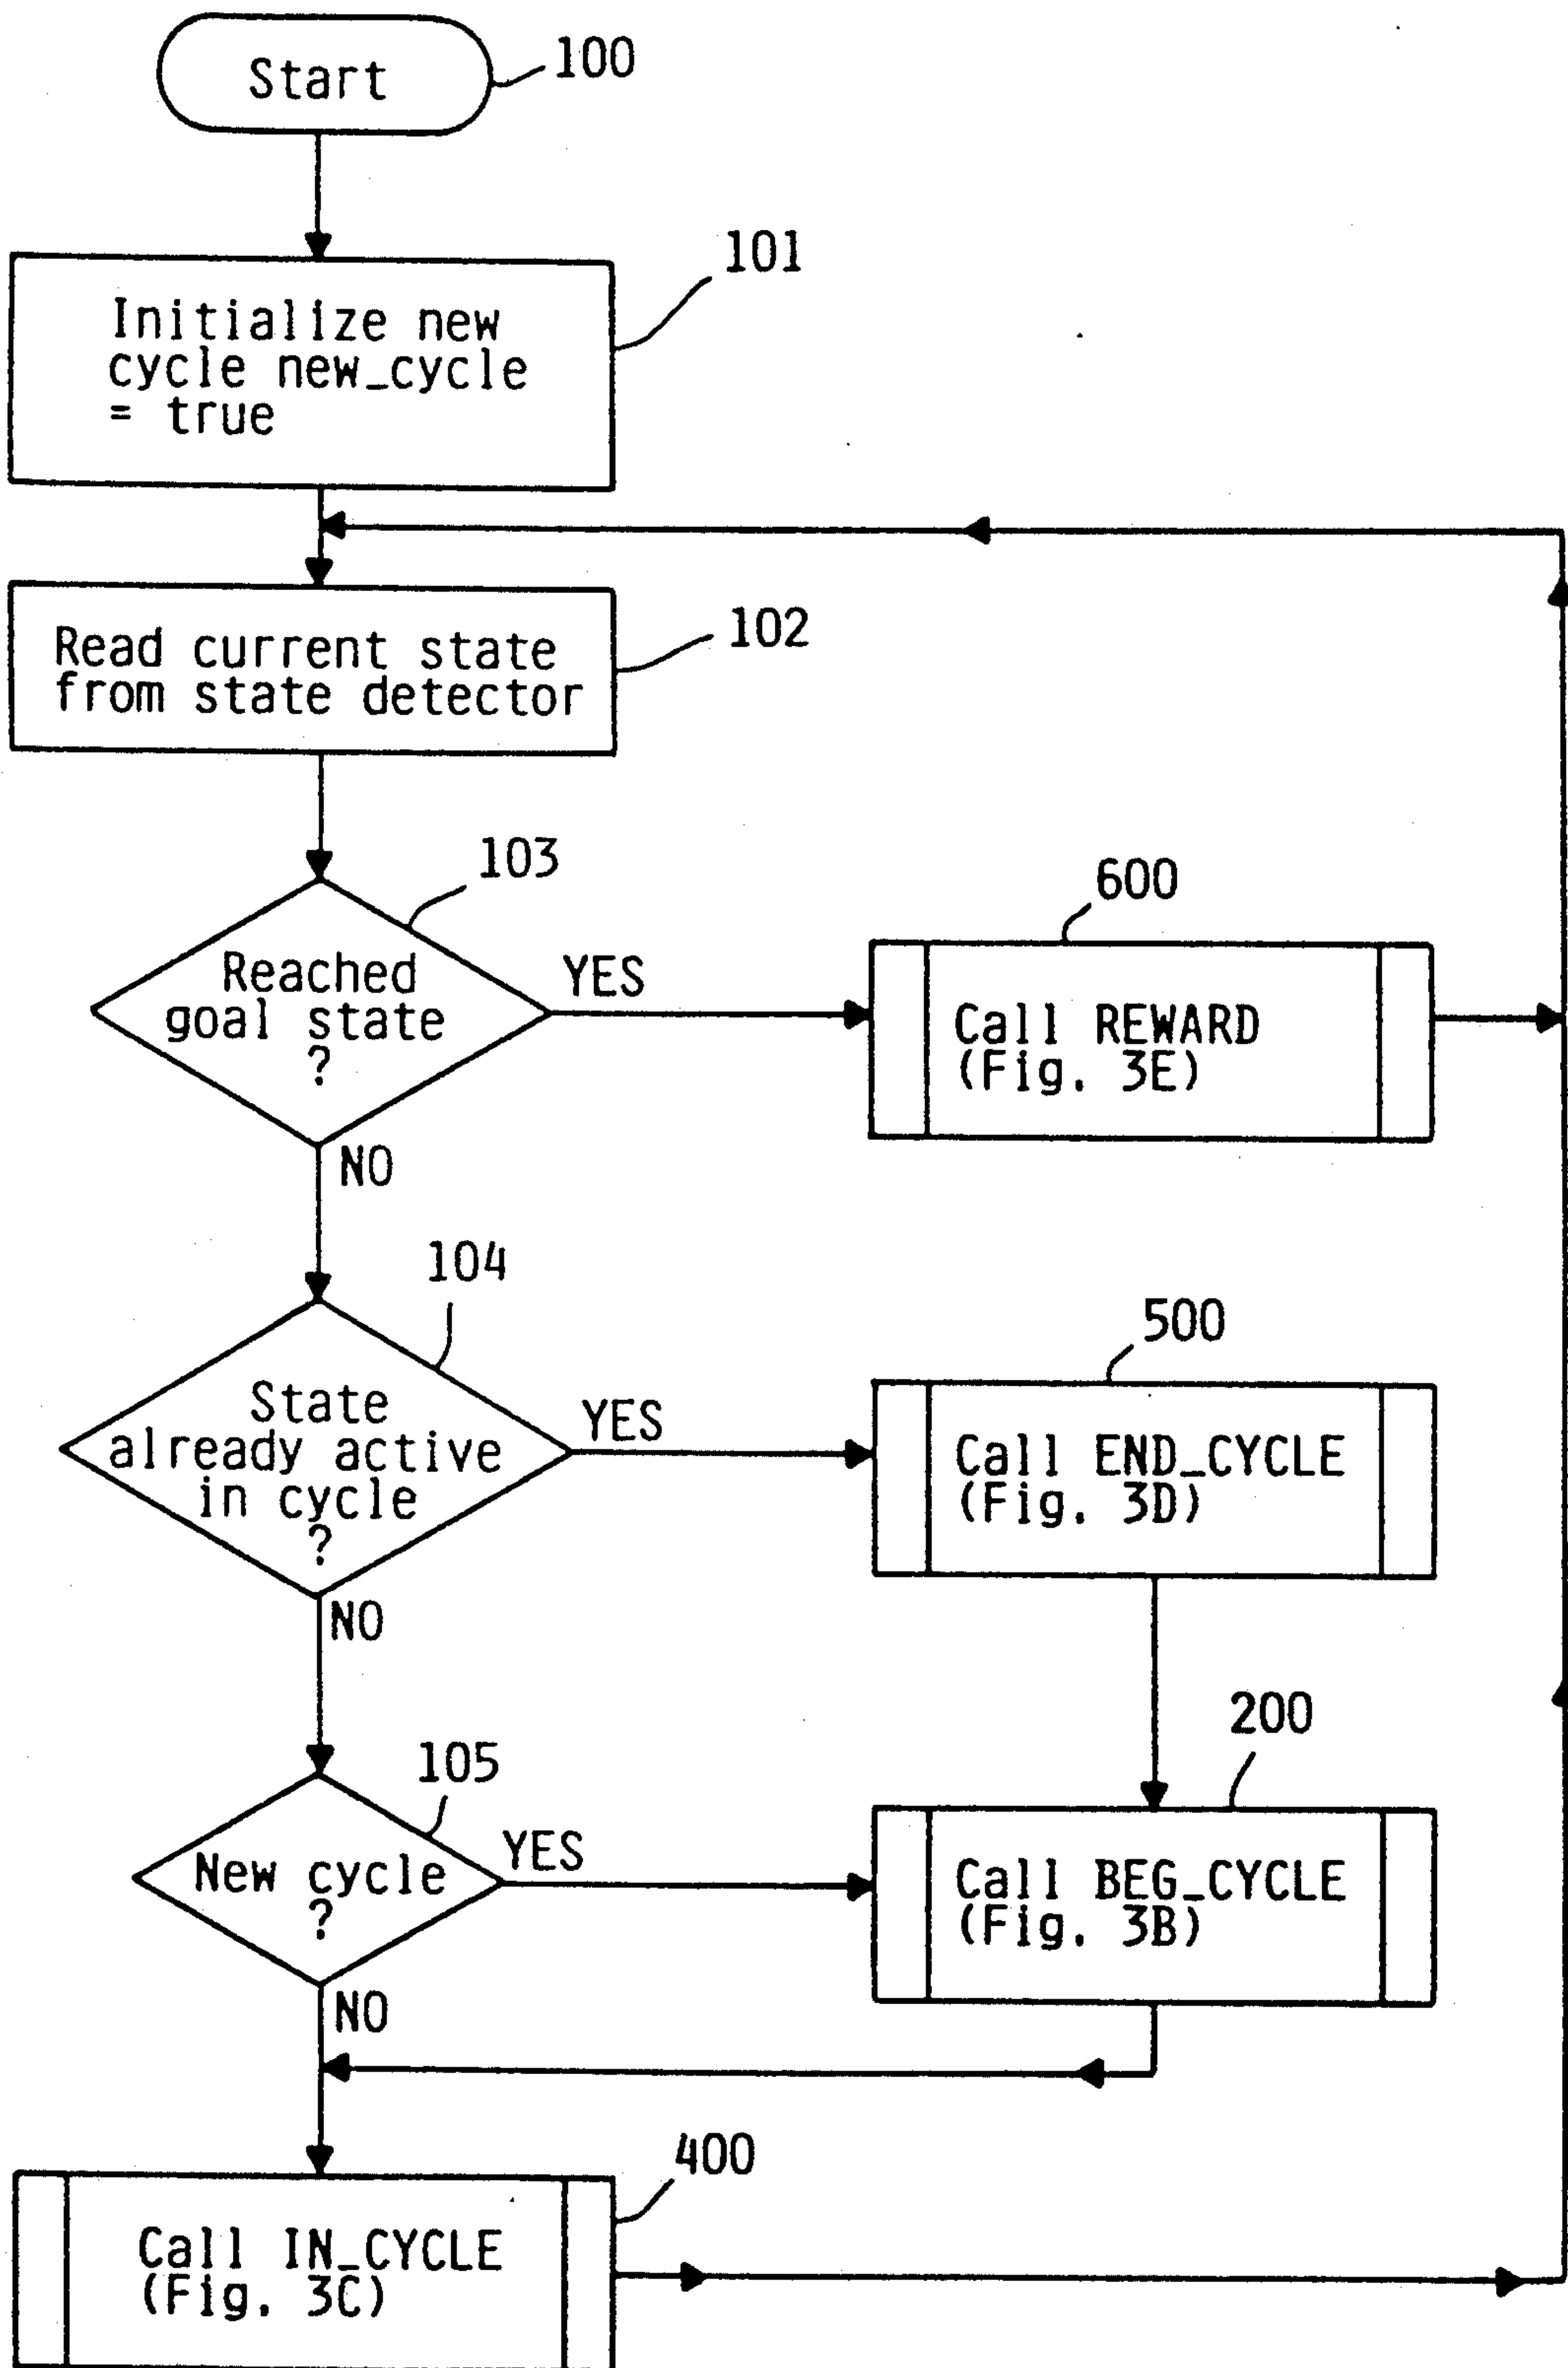 Start
100
101
Initialize new
cycle new_cycle
= true
102
Read current state
from state detector
103
Reached
goal state
?
YES
NO
600
Call REWARD
(Fig. 3E)
104
State
already active
in cycle
?
YES
NO
500
Call END_CYCLE
(Fig. 3D)
105
New cycle
?
YES
NO
200
Call BEG_CYCLE
(Fig. 3B)
400
Call IN_CYCLE
(Fig. 3C)